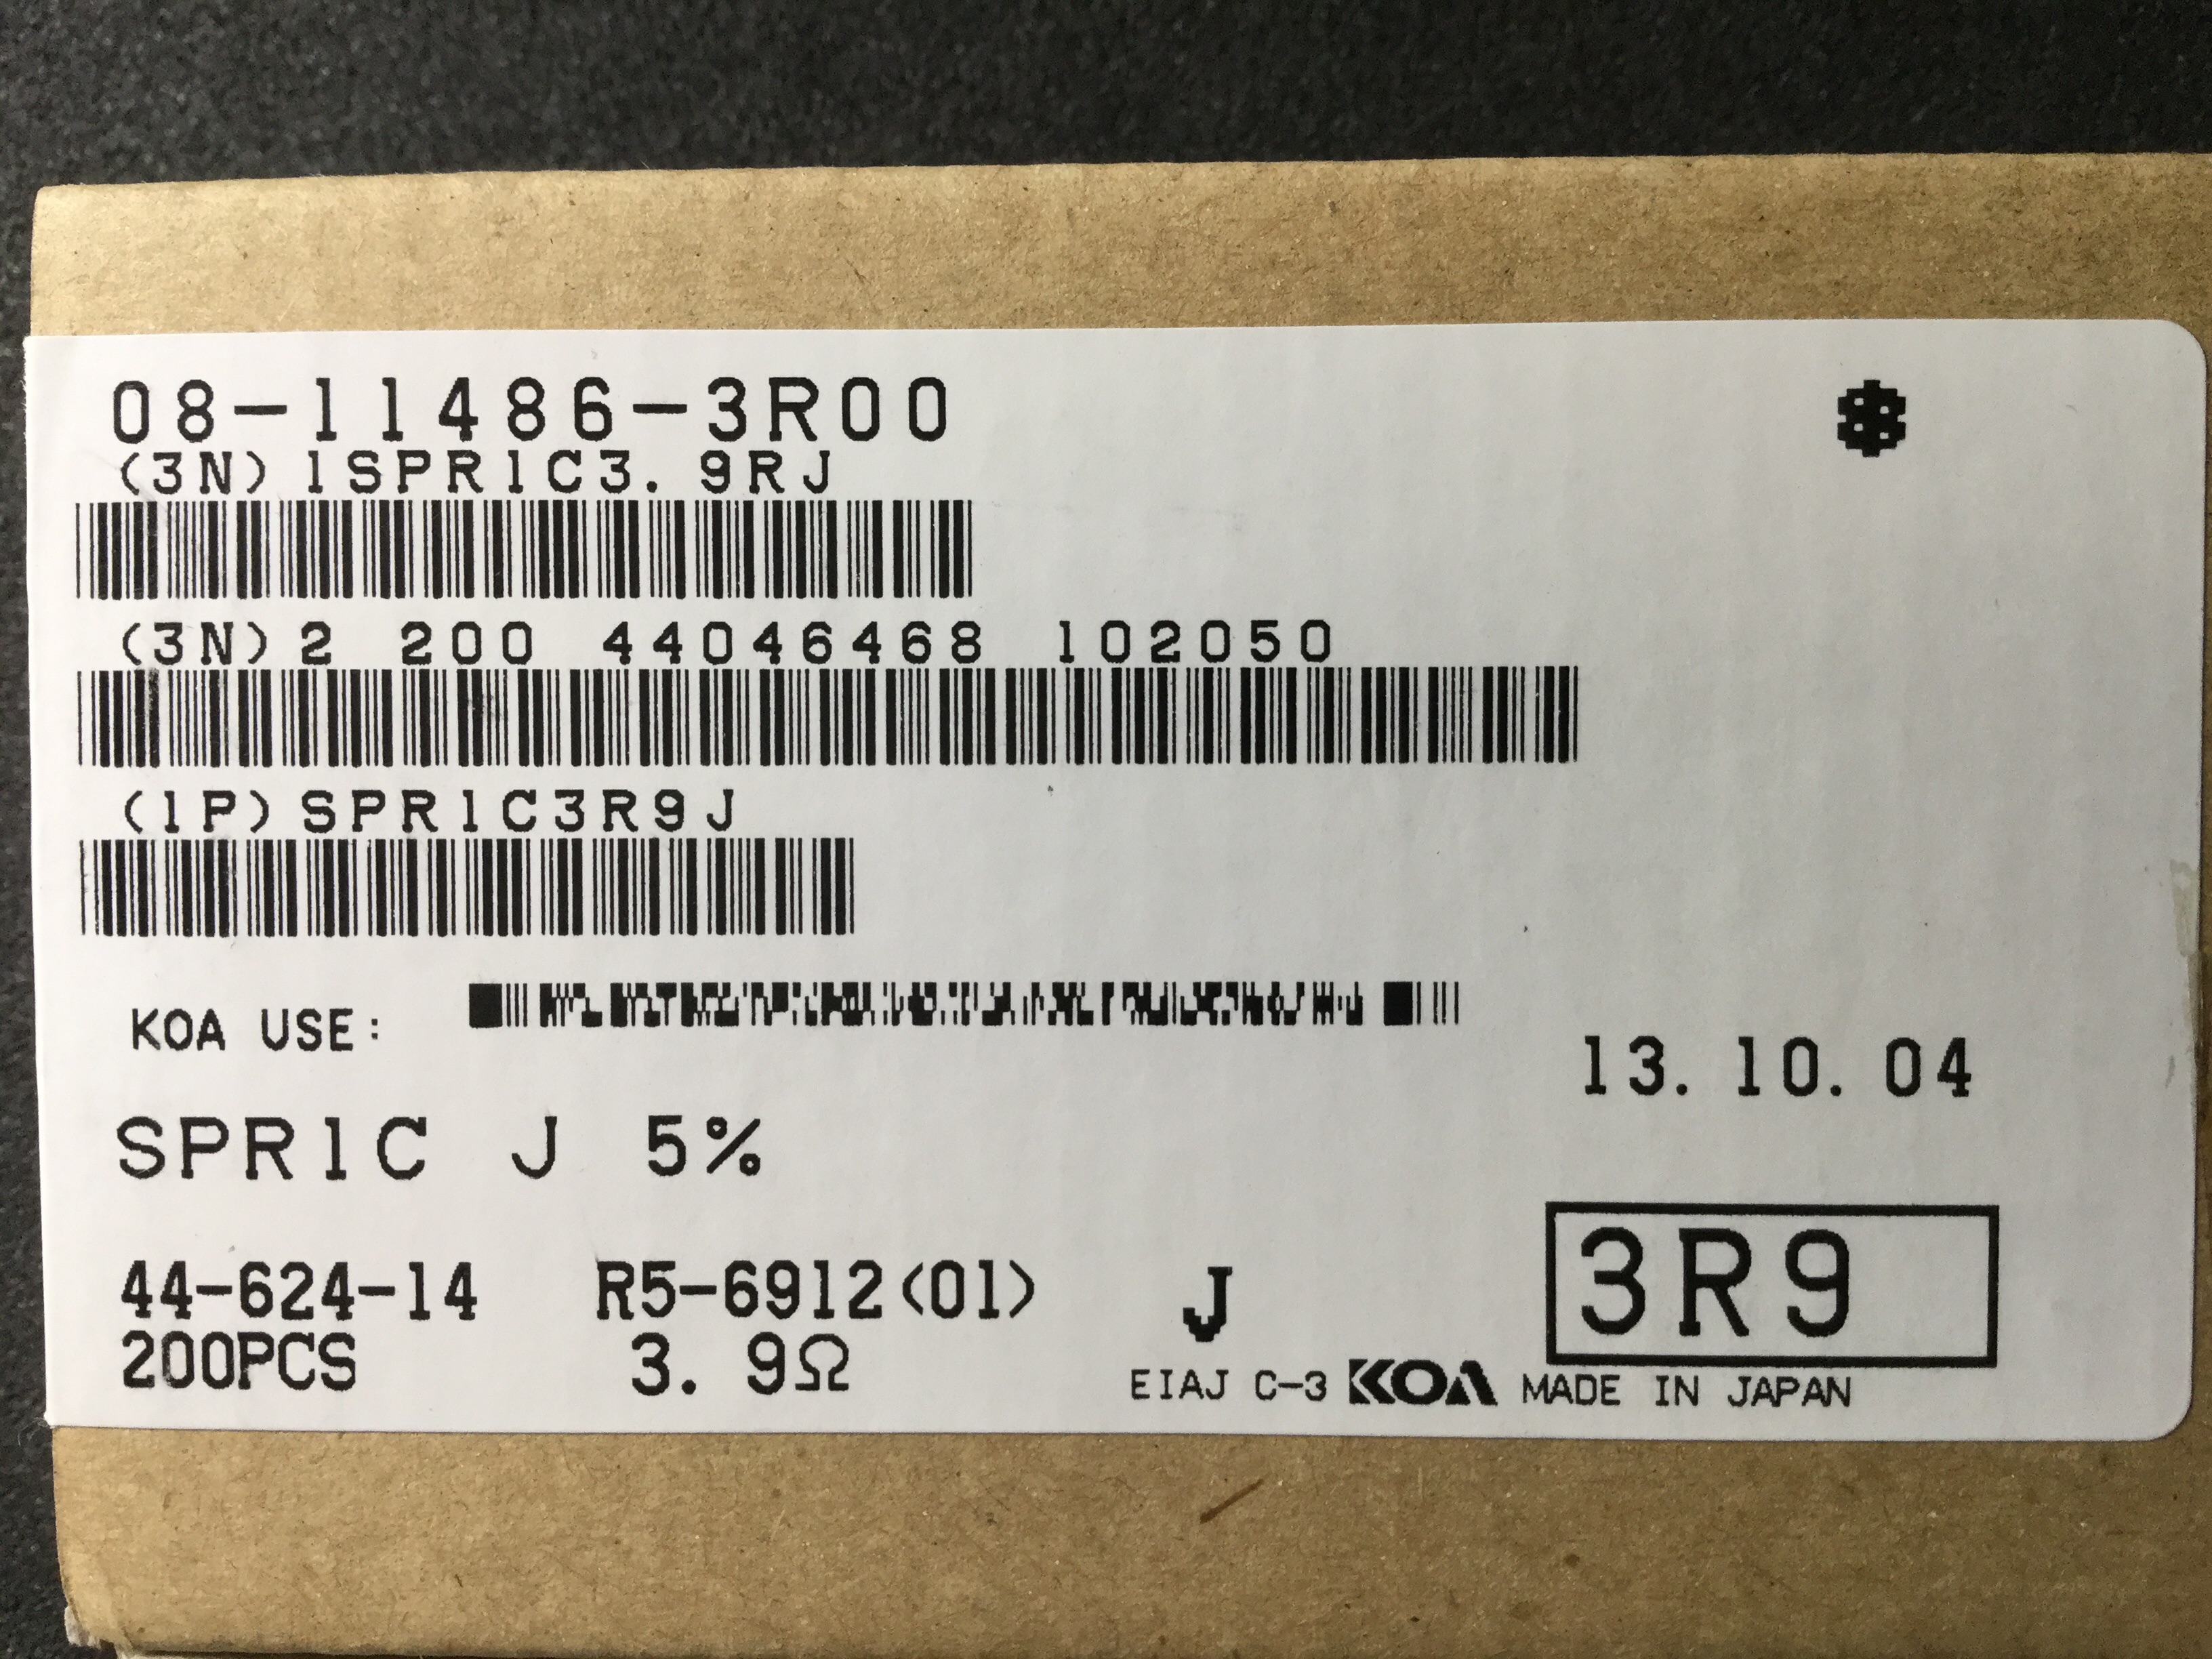 08-11486-3R00
(3N) 1SPR1C3. 9RJ
(3N) 2 200 44046468 102050
(1P) SPR1C3R9J
KOA USE:
13. 10. 04
SPR1C J 5%
3R9
44-624-14 R5-6912(01) J
200PCS 3. 9Ω
EIAJ C-3 KOA MADE IN JAPAN